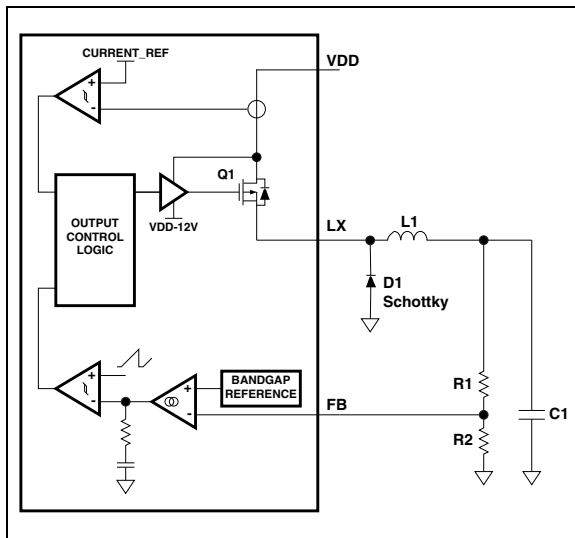 CURRENT_REF
VDD
+
-
Q1
OUTPUT
CONTROL
LOGIC
VDD-12V
LX
L1
D1
Schottky
+
-
+
-
BANDGAP
REFERENCE
FB
R1
R2
C1